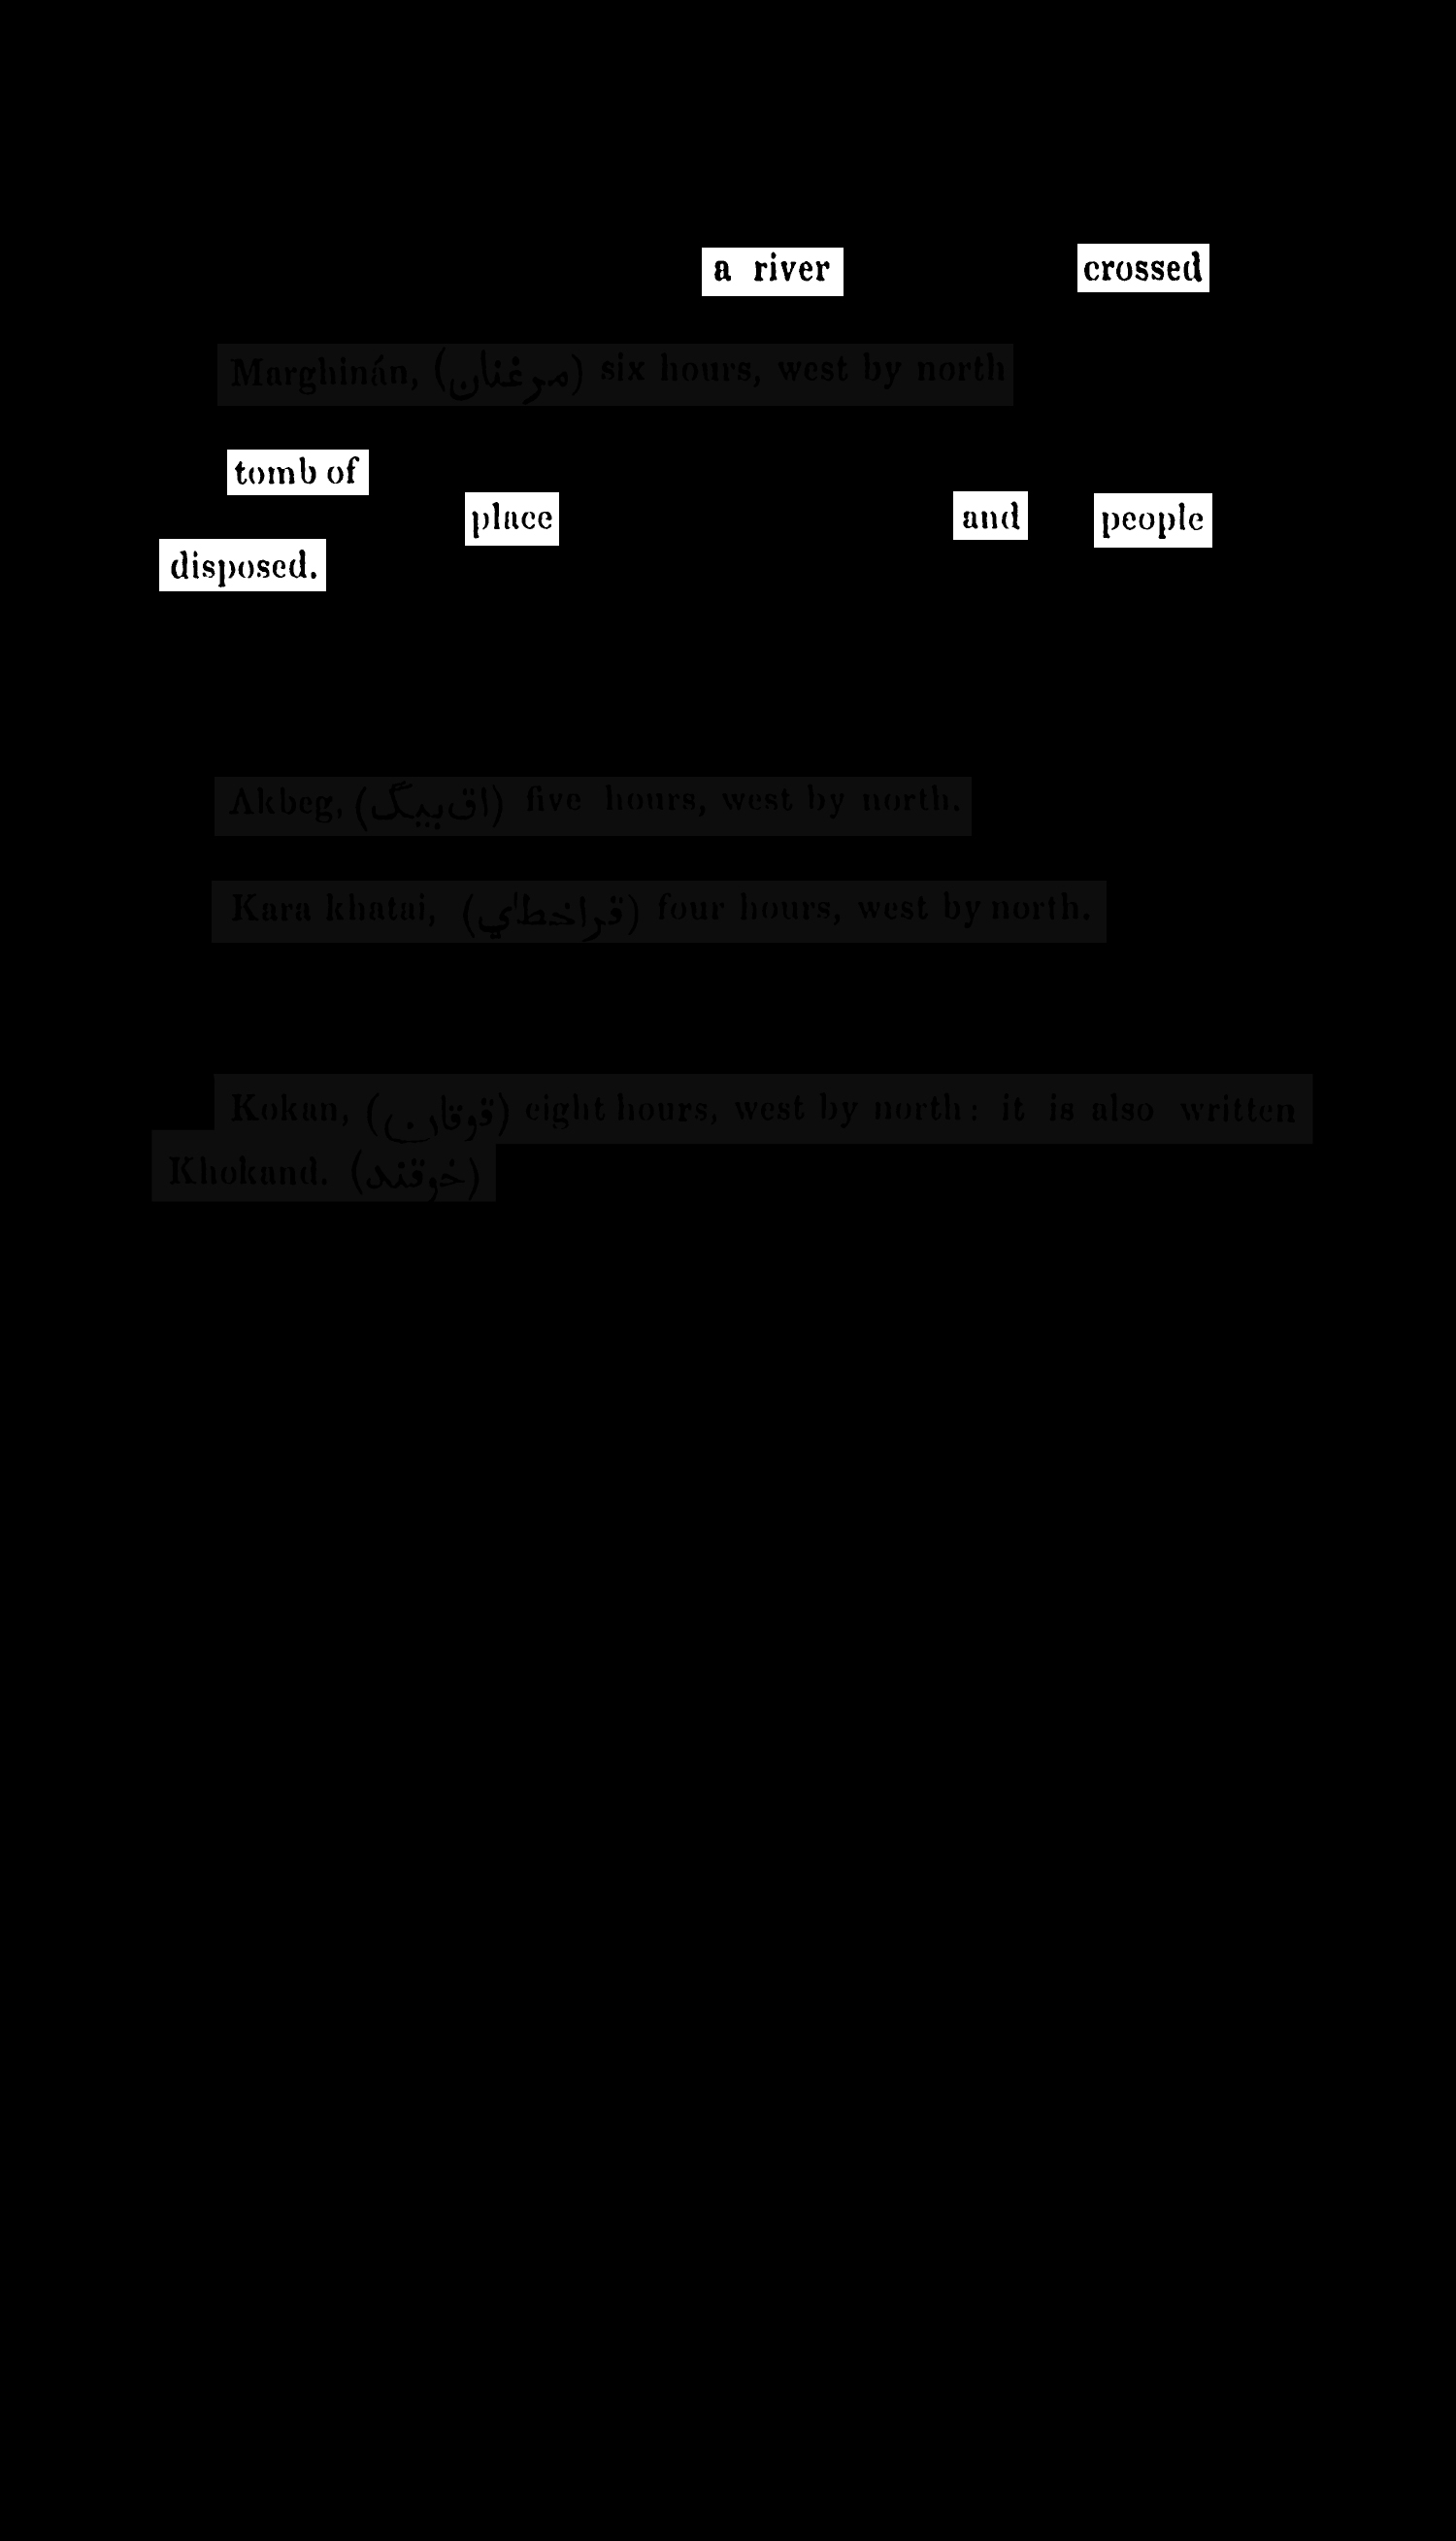 a river crossed
Marghinán, (مرغنان) six hours, west by north
tomb of
place and people
disposed.
Akbeg, (اق بيگ) five hours, west by north.
Kara khatai, (قراخطاي) four hours, west by north.
Kokan, (قوقان) eight hours, west by north: it is also written
Khokand. (خوقند)